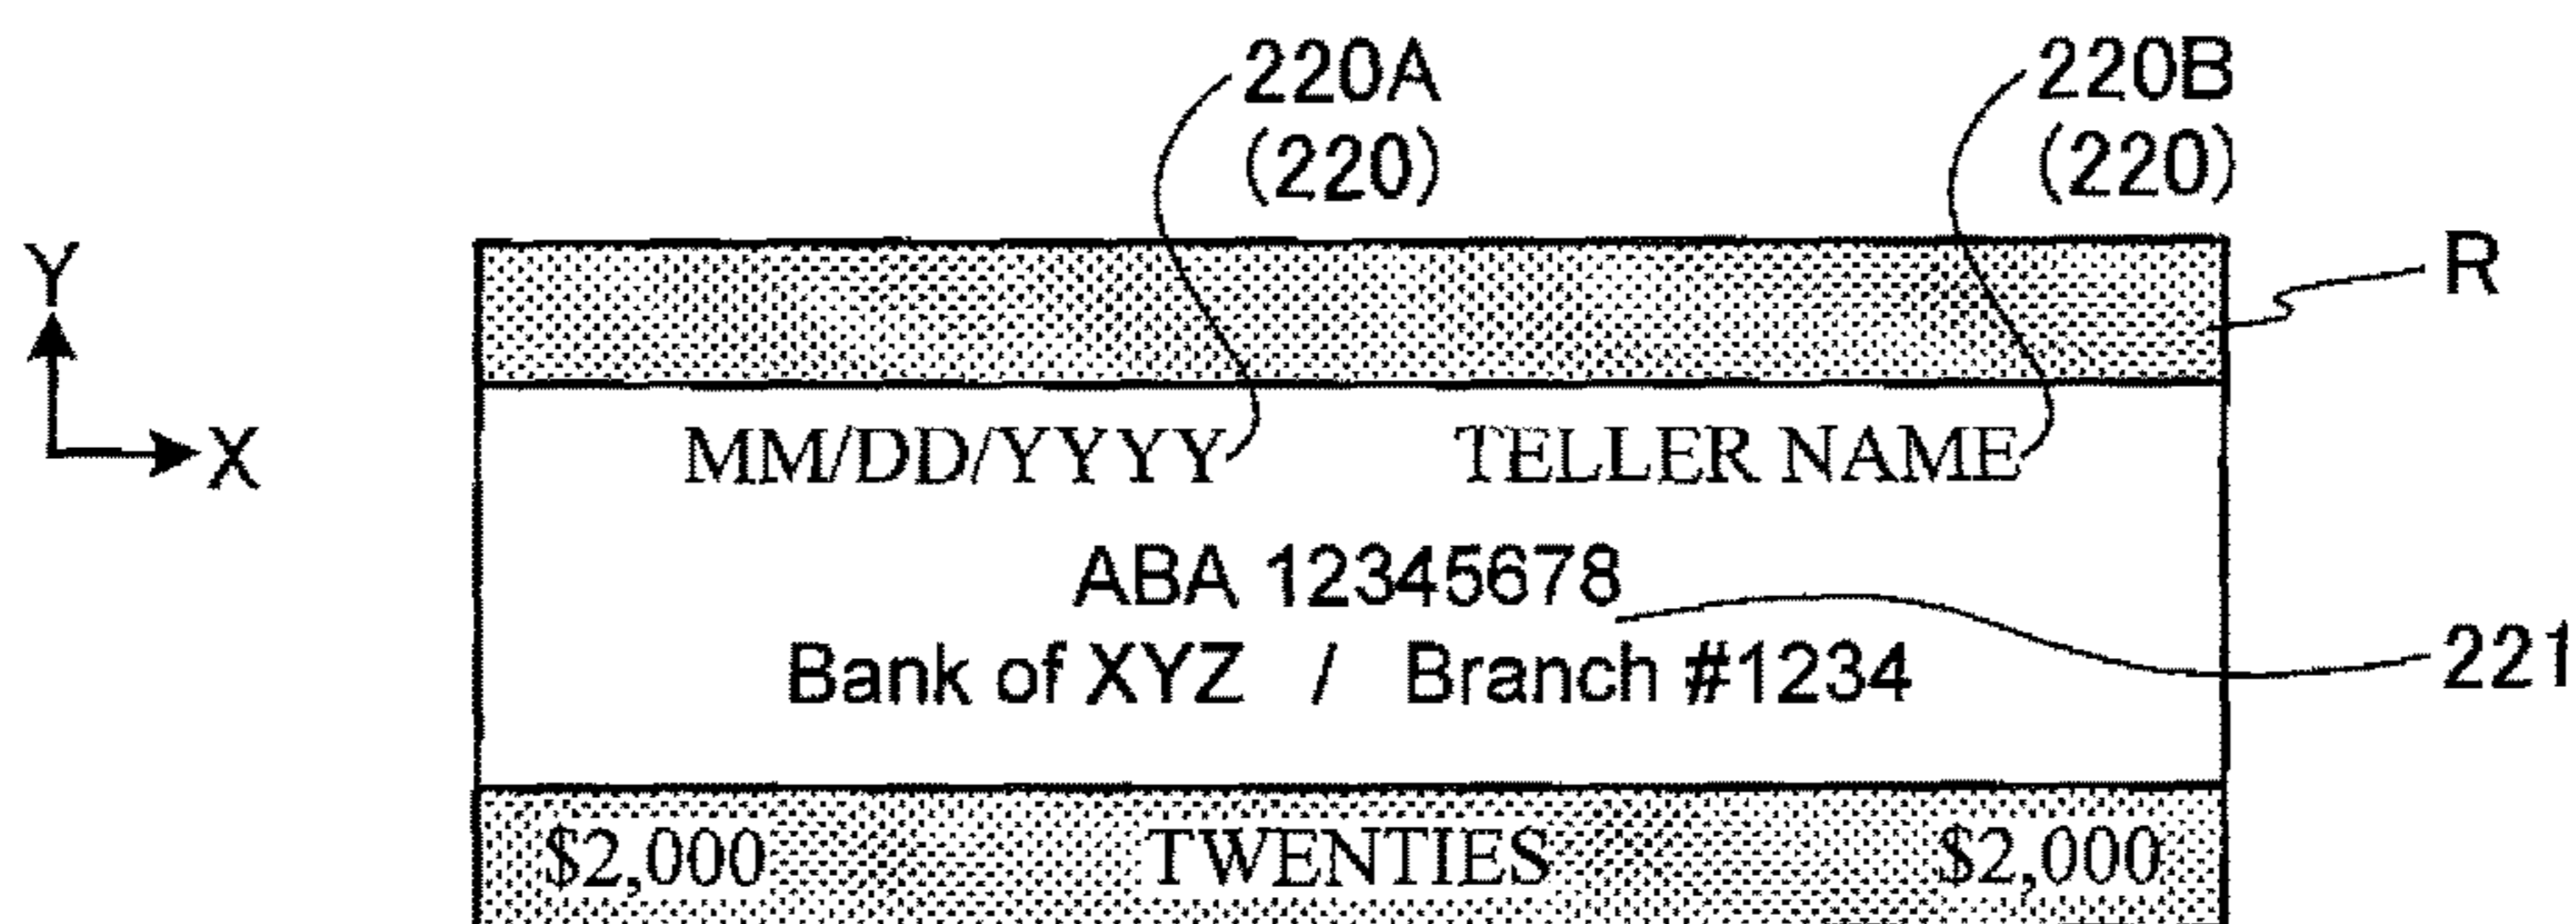 220A 220B
(220) (220)
Y R
X
MM/DD/YYYY TELLER NAME
ABA 12345678
Bank of XYZ / Branch #1234
221
$2,000 TWENTIES $2,000